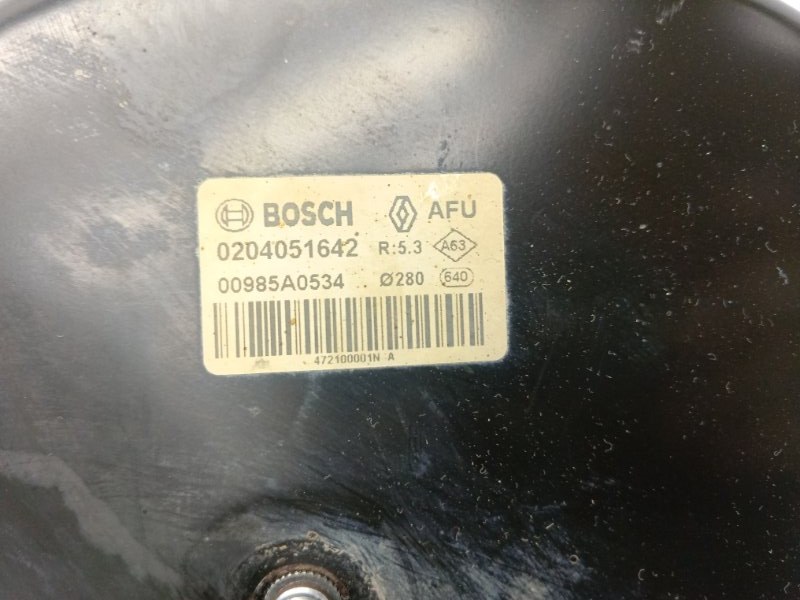 BOSCH AFU
0204051642 R:5.3 A63
00985A0534 Ø280 640
472100001N A